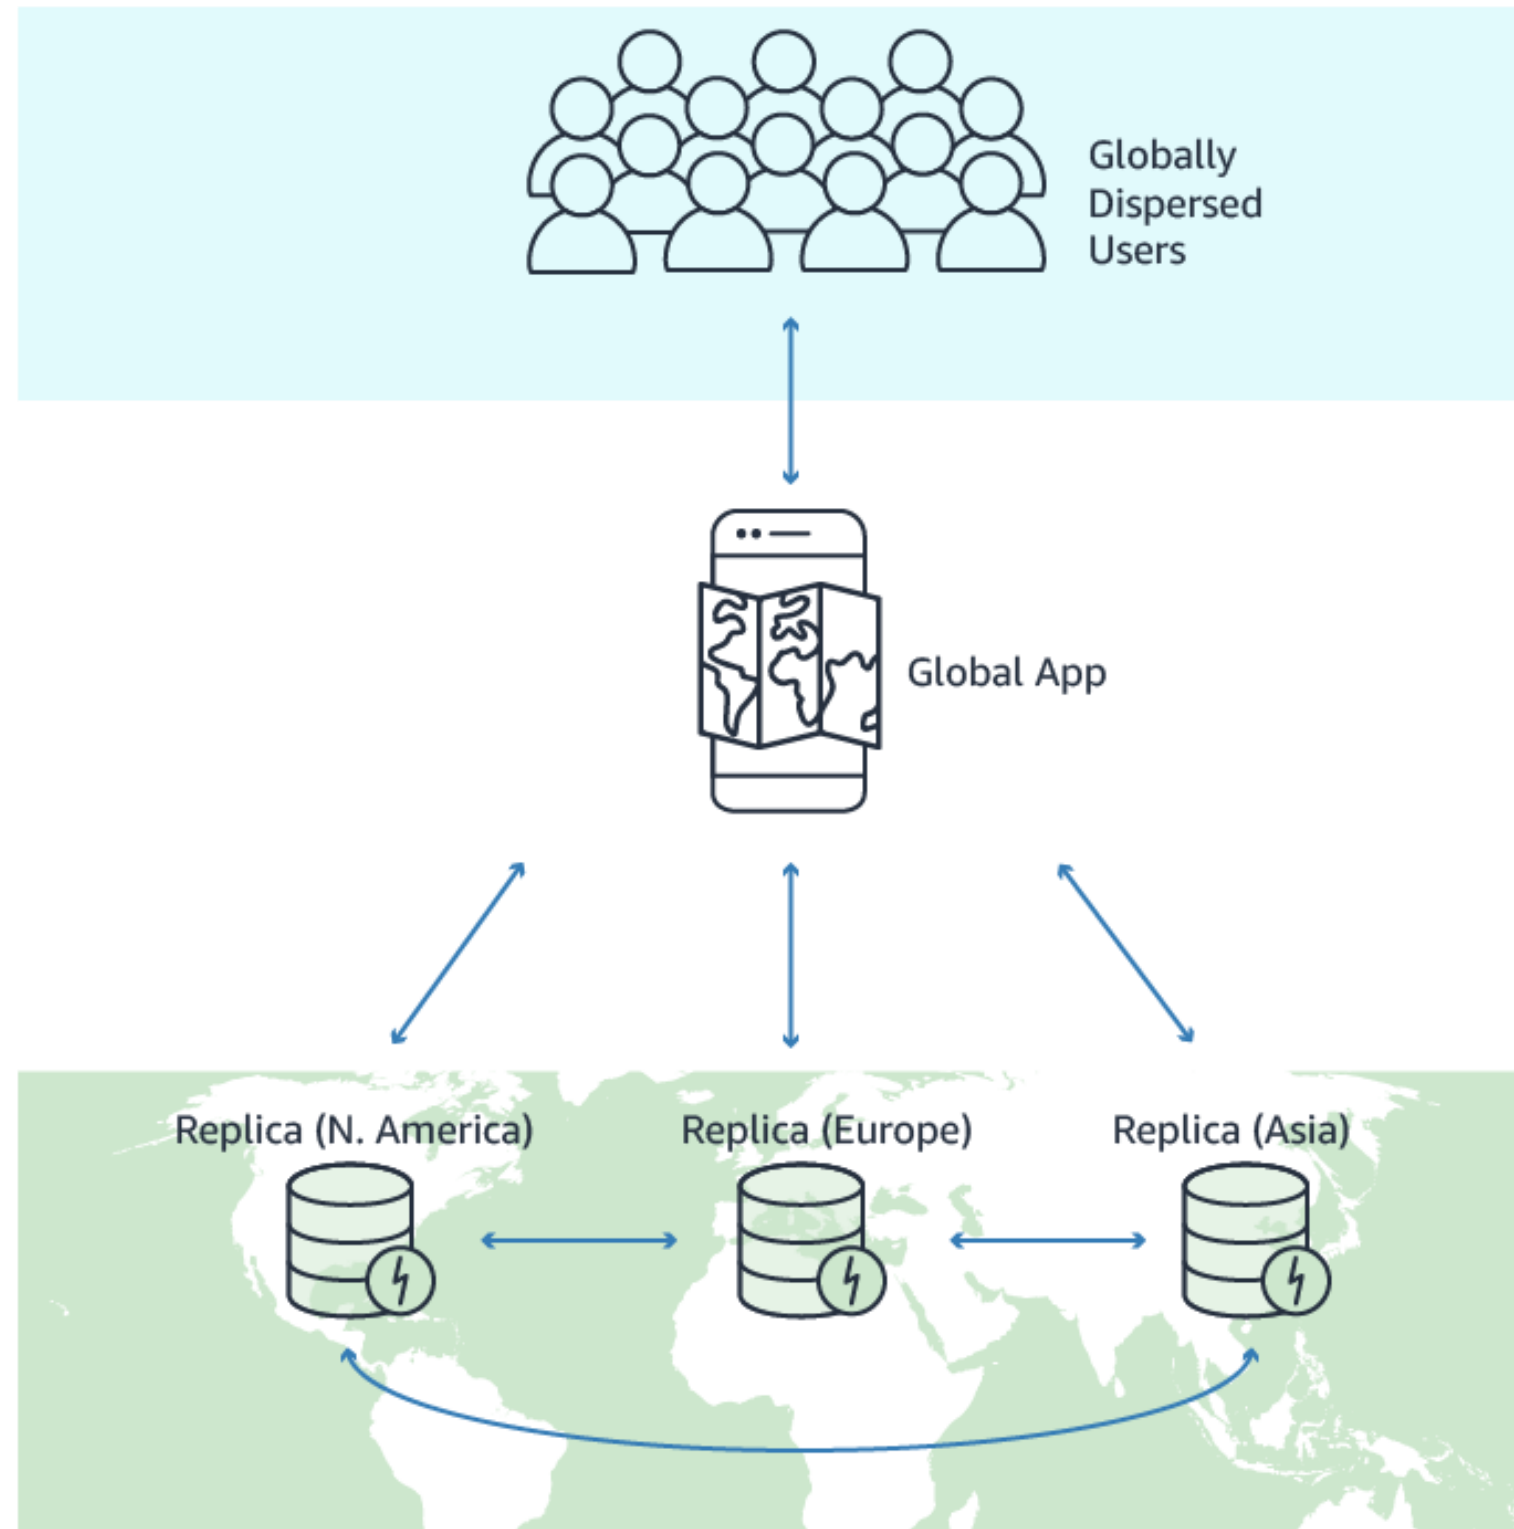 Globally
Dispersed
Users
Global App
Replica (N. America)
Replica (Europe)
Replica (Asia)